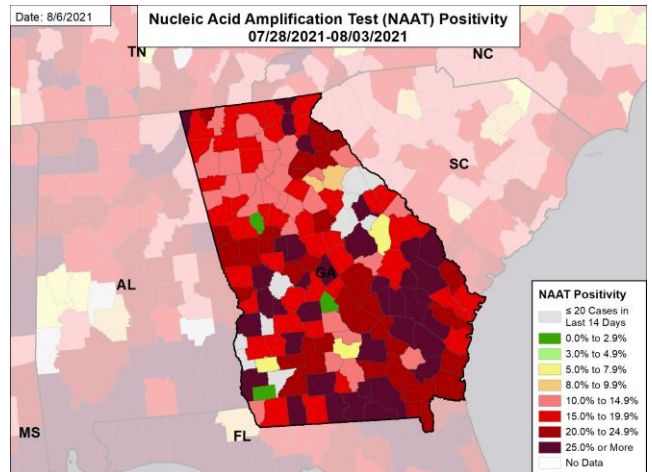 Date: 8/6/2021
Nucleic Acid Amplification Test (NAAT) Positivity
07/28/2021-08/03/2021
TN
NC
SC
AL
GA
MS
FL
NAAT Positivity
≤ 20 Cases in
Last 14 Days
0.0% to 2.9%
3.0% to 4.9%
5.0% to 7.9%
8.0% to 9.9%
10.0% to 14.9%
15.0% to 19.9%
20.0% to 24.9%
25.0% or More
No Data